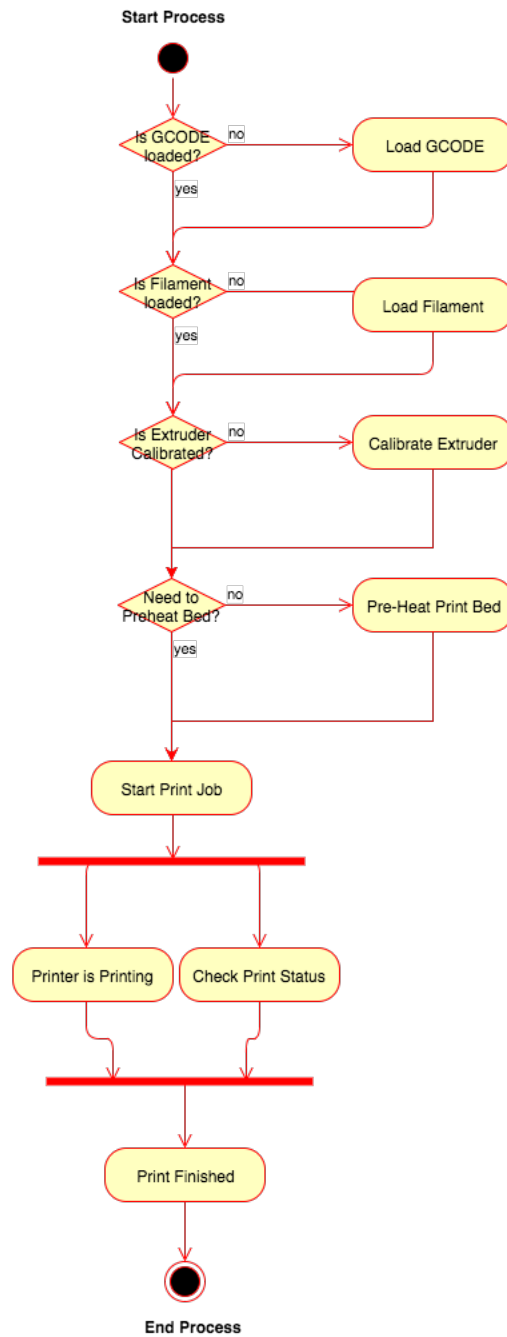 Start Process
Is GCODE
loaded?
no
Load GCODE
yes
Is Filament
loaded?
no
Load Filament
yes
Is Extruder
Calibrated?
no
Calibrate Extruder
Need to
Preheat Bed?
no
Pre-Heat Print Bed
yes
Start Print Job
Printer is Printing
Check Print Status
Print Finished
End Process